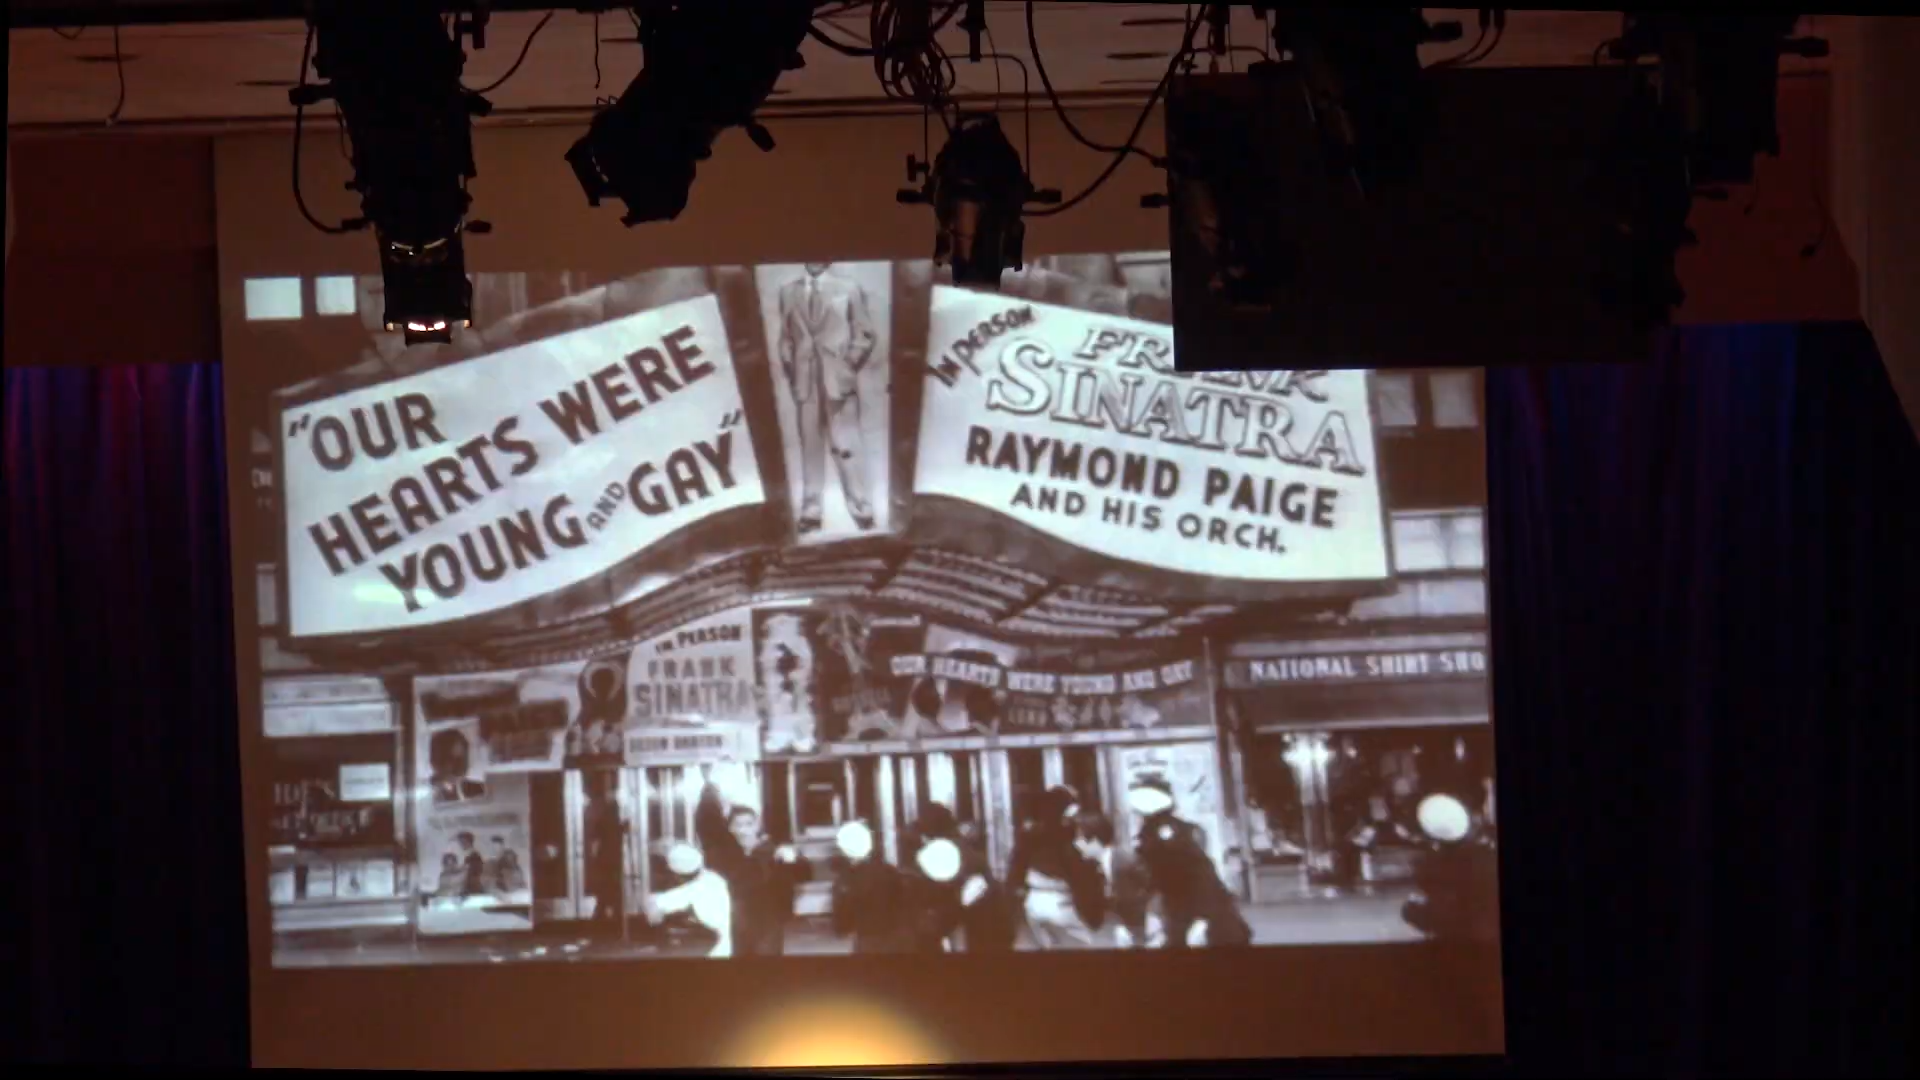 "OUR
HEARTS WERE
YOUNG AND GAY"
IN PERSON
FRANK
SINATRA
RAYMOND PAIGE
AND HIS ORCH.
IN PERSON
FRANK
SINATRA
OUR HEARTS WERE YOUNG AND GAY
NATIONAL SHIRT SHO